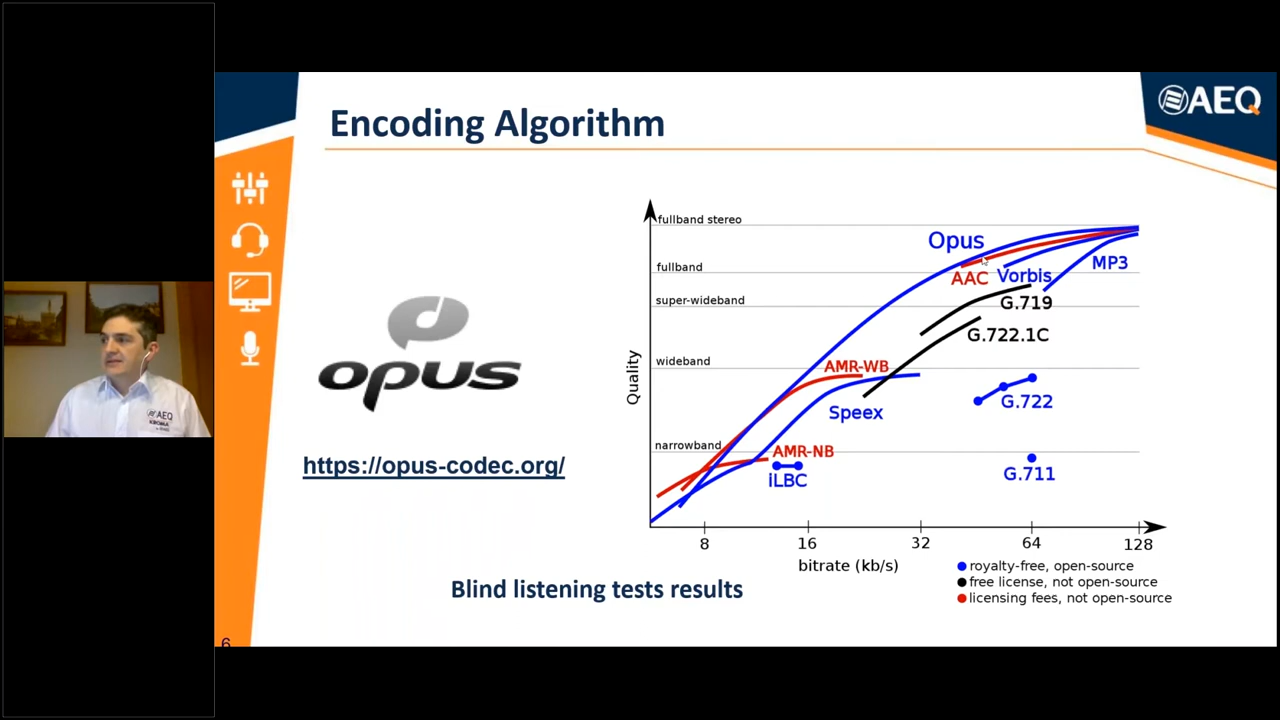 AEQ
Encoding Algorithm
opus
https://opus-codec.org/
fullband stereo
fullband
super-wideband
wideband
narrowband
Quality
Opus
AAC
Vorbis
MP3
G.719
G.722.1C
AMR-WB
Speex
G.722
AMR-NB
iLBC
G.711
8 16 32 64 128
bitrate (kb/s)
royalty-free, open-source
free license, not open-source
licensing fees, not open-source
Blind listening tests results
6
AEQ